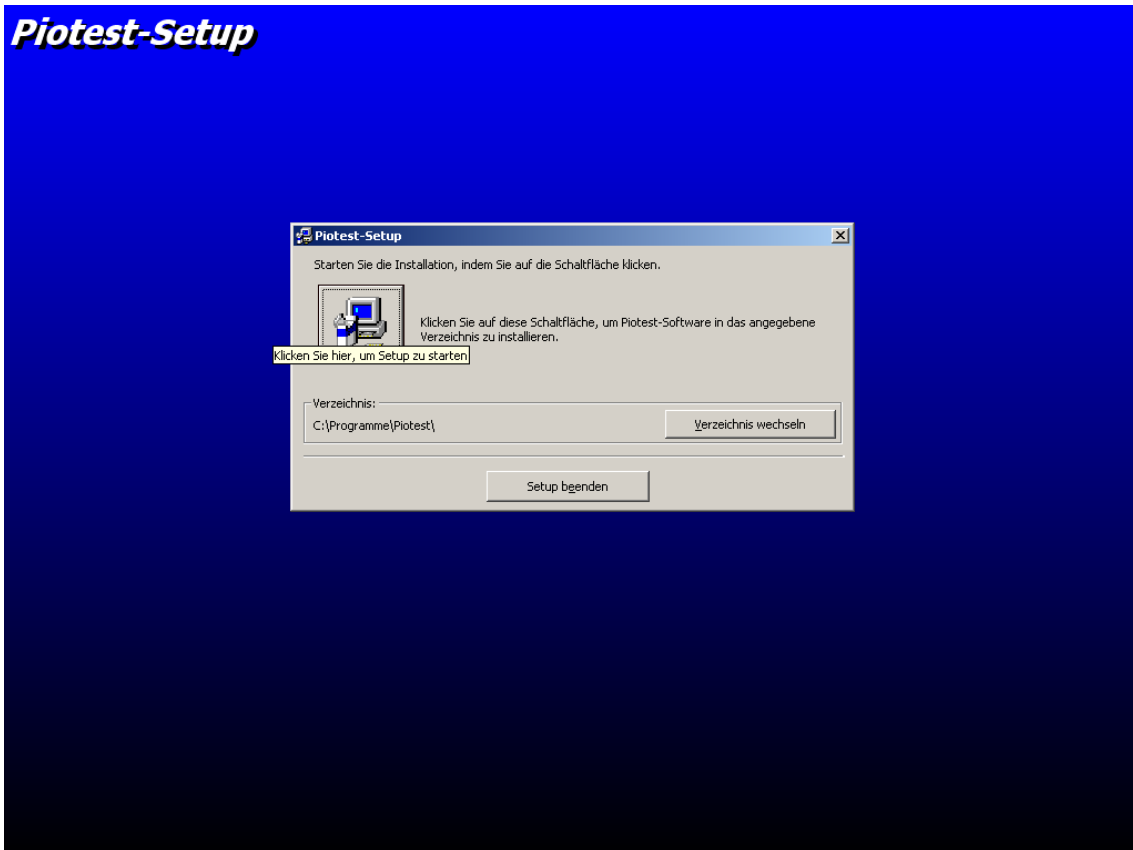 Piotest-Setup
Piotest-Setup
Starten Sie die Installation, indem Sie auf die Schaltfläche klicken.
Klicken Sie auf diese Schaltfläche, um Piotest-Software in das angegebene
Verzeichnis zu installieren.
Klicken Sie hier, um Setup zu starten
Verzeichnis:
C:\Programme\Piotest\
Verzeichnis wechseln
Setup beenden